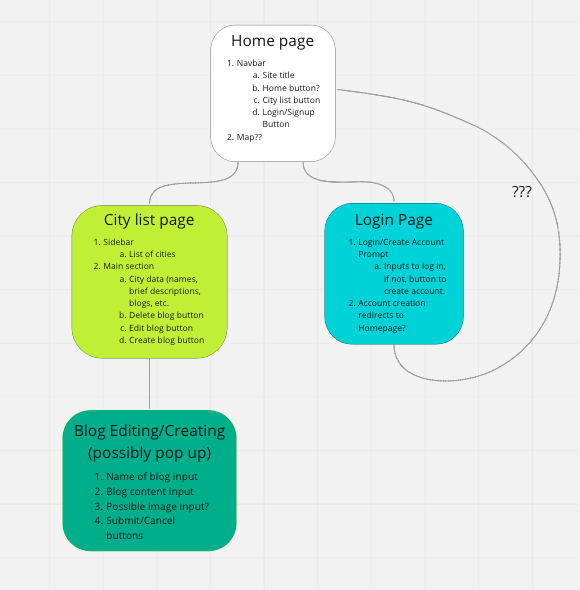 Home page
1. Navbar
a. Site title
b. Home button?
c. City list button
d. Login/Signup
Button
2. Map??
???
City list page
1. Sidebar
a. List of cities
2. Main section
a. City data (names,
brief descriptions,
blogs, etc.
b. Delete blog button
c. Edit blog button
d. Create blog button
Login Page
1. Login/Create Account
Prompt
a. Inputs to log in,
if not, button to
create account.
2. Account creation
redirects to
Homepage?
Blog Editing/Creating
(possibly pop up)
1. Name of blog input
2. Blog content input
3. Possible image input?
4. Submit/Cancel
buttons